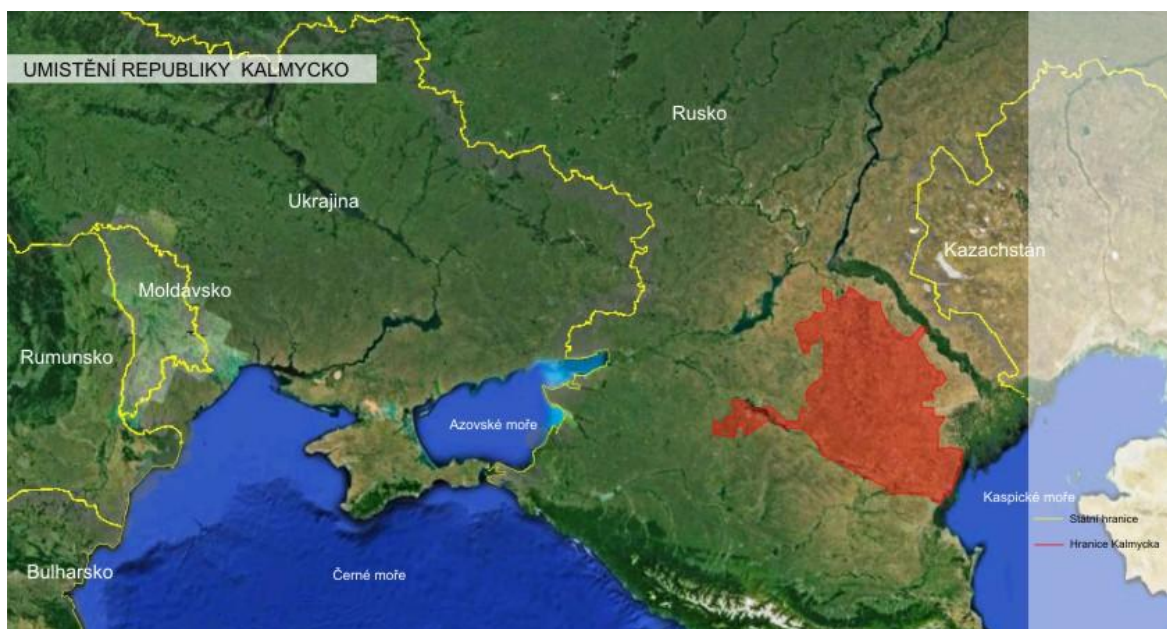 UMISTĚNÍ REPUBLIKY KALMYCKO
Rusko
Ukrajina
Kazachstán
Moldavsko
Rumunsko
Azovské moře
Kaspické moře
Státní hranice
Hranice Kalmycka
Bulharsko
Černé moře